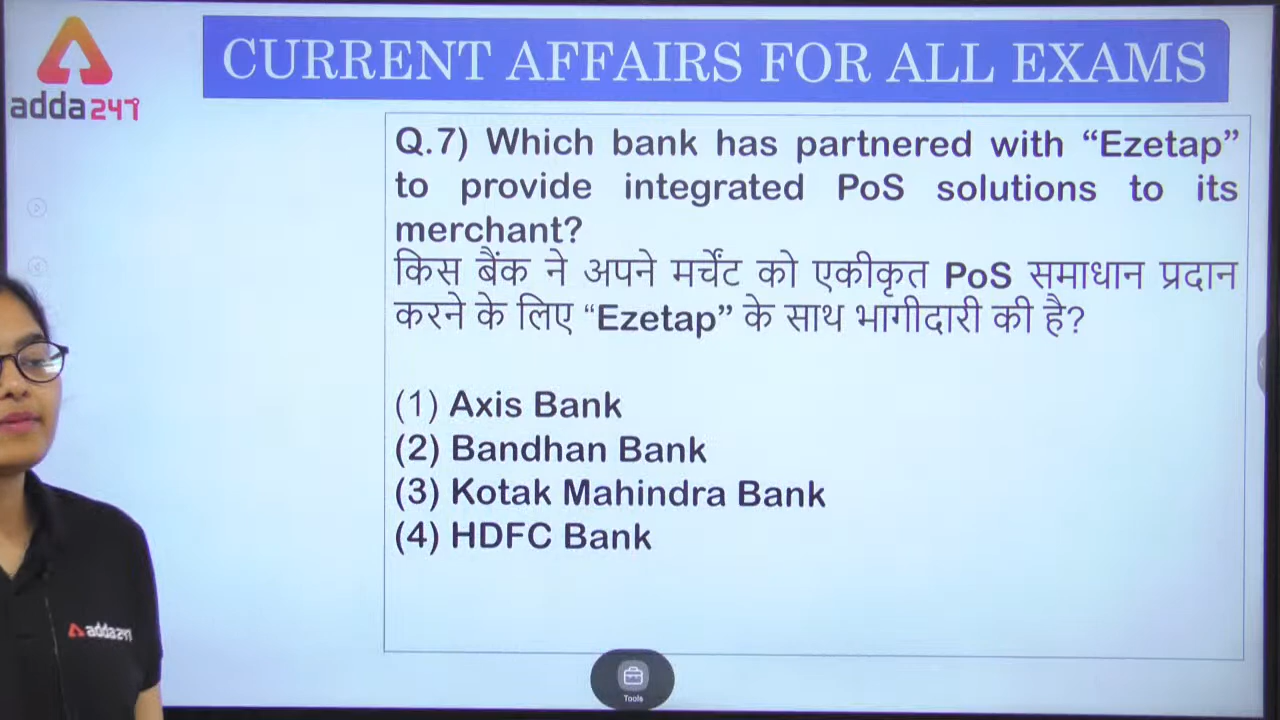 CURRENT AFFAIRS FOR ALL EXAMS
adda247
Q.7) Which bank has partnered with “Ezetap”
to provide integrated PoS solutions to its
merchant?
किस बैंक ने अपने मर्चेंट को एकीकृत PoS समाधान प्रदान
करने के लिए “Ezetap” के साथ भागीदारी की है?
(1) Axis Bank
(2) Bandhan Bank
(3) Kotak Mahindra Bank
(4) HDFC Bank
adda247
Tools